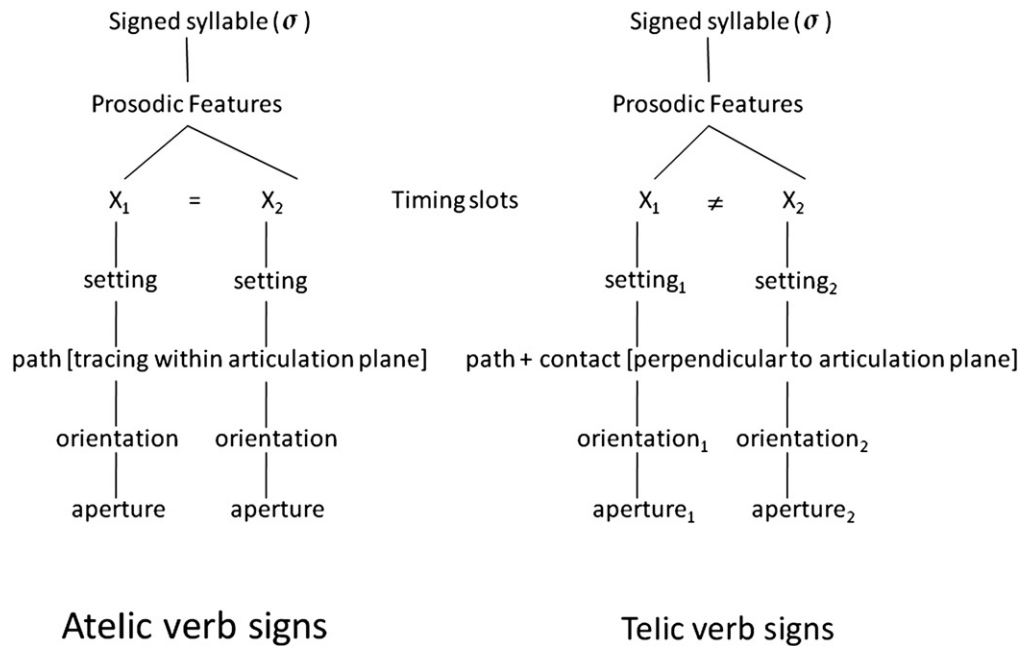 Signed syllable (σ) Signed syllable (σ)
Prosodic Features Prosodic Features
X₁ = X₂ Timing slots X₁ ≠ X₂
setting setting setting₁ setting₂
path [tracing within articulation plane] path + contact [perpendicular to articulation plane]
orientation orientation orientation₁ orientation₂
aperture aperture aperture₁ aperture₂
Atelic verb signs Telic verb signs